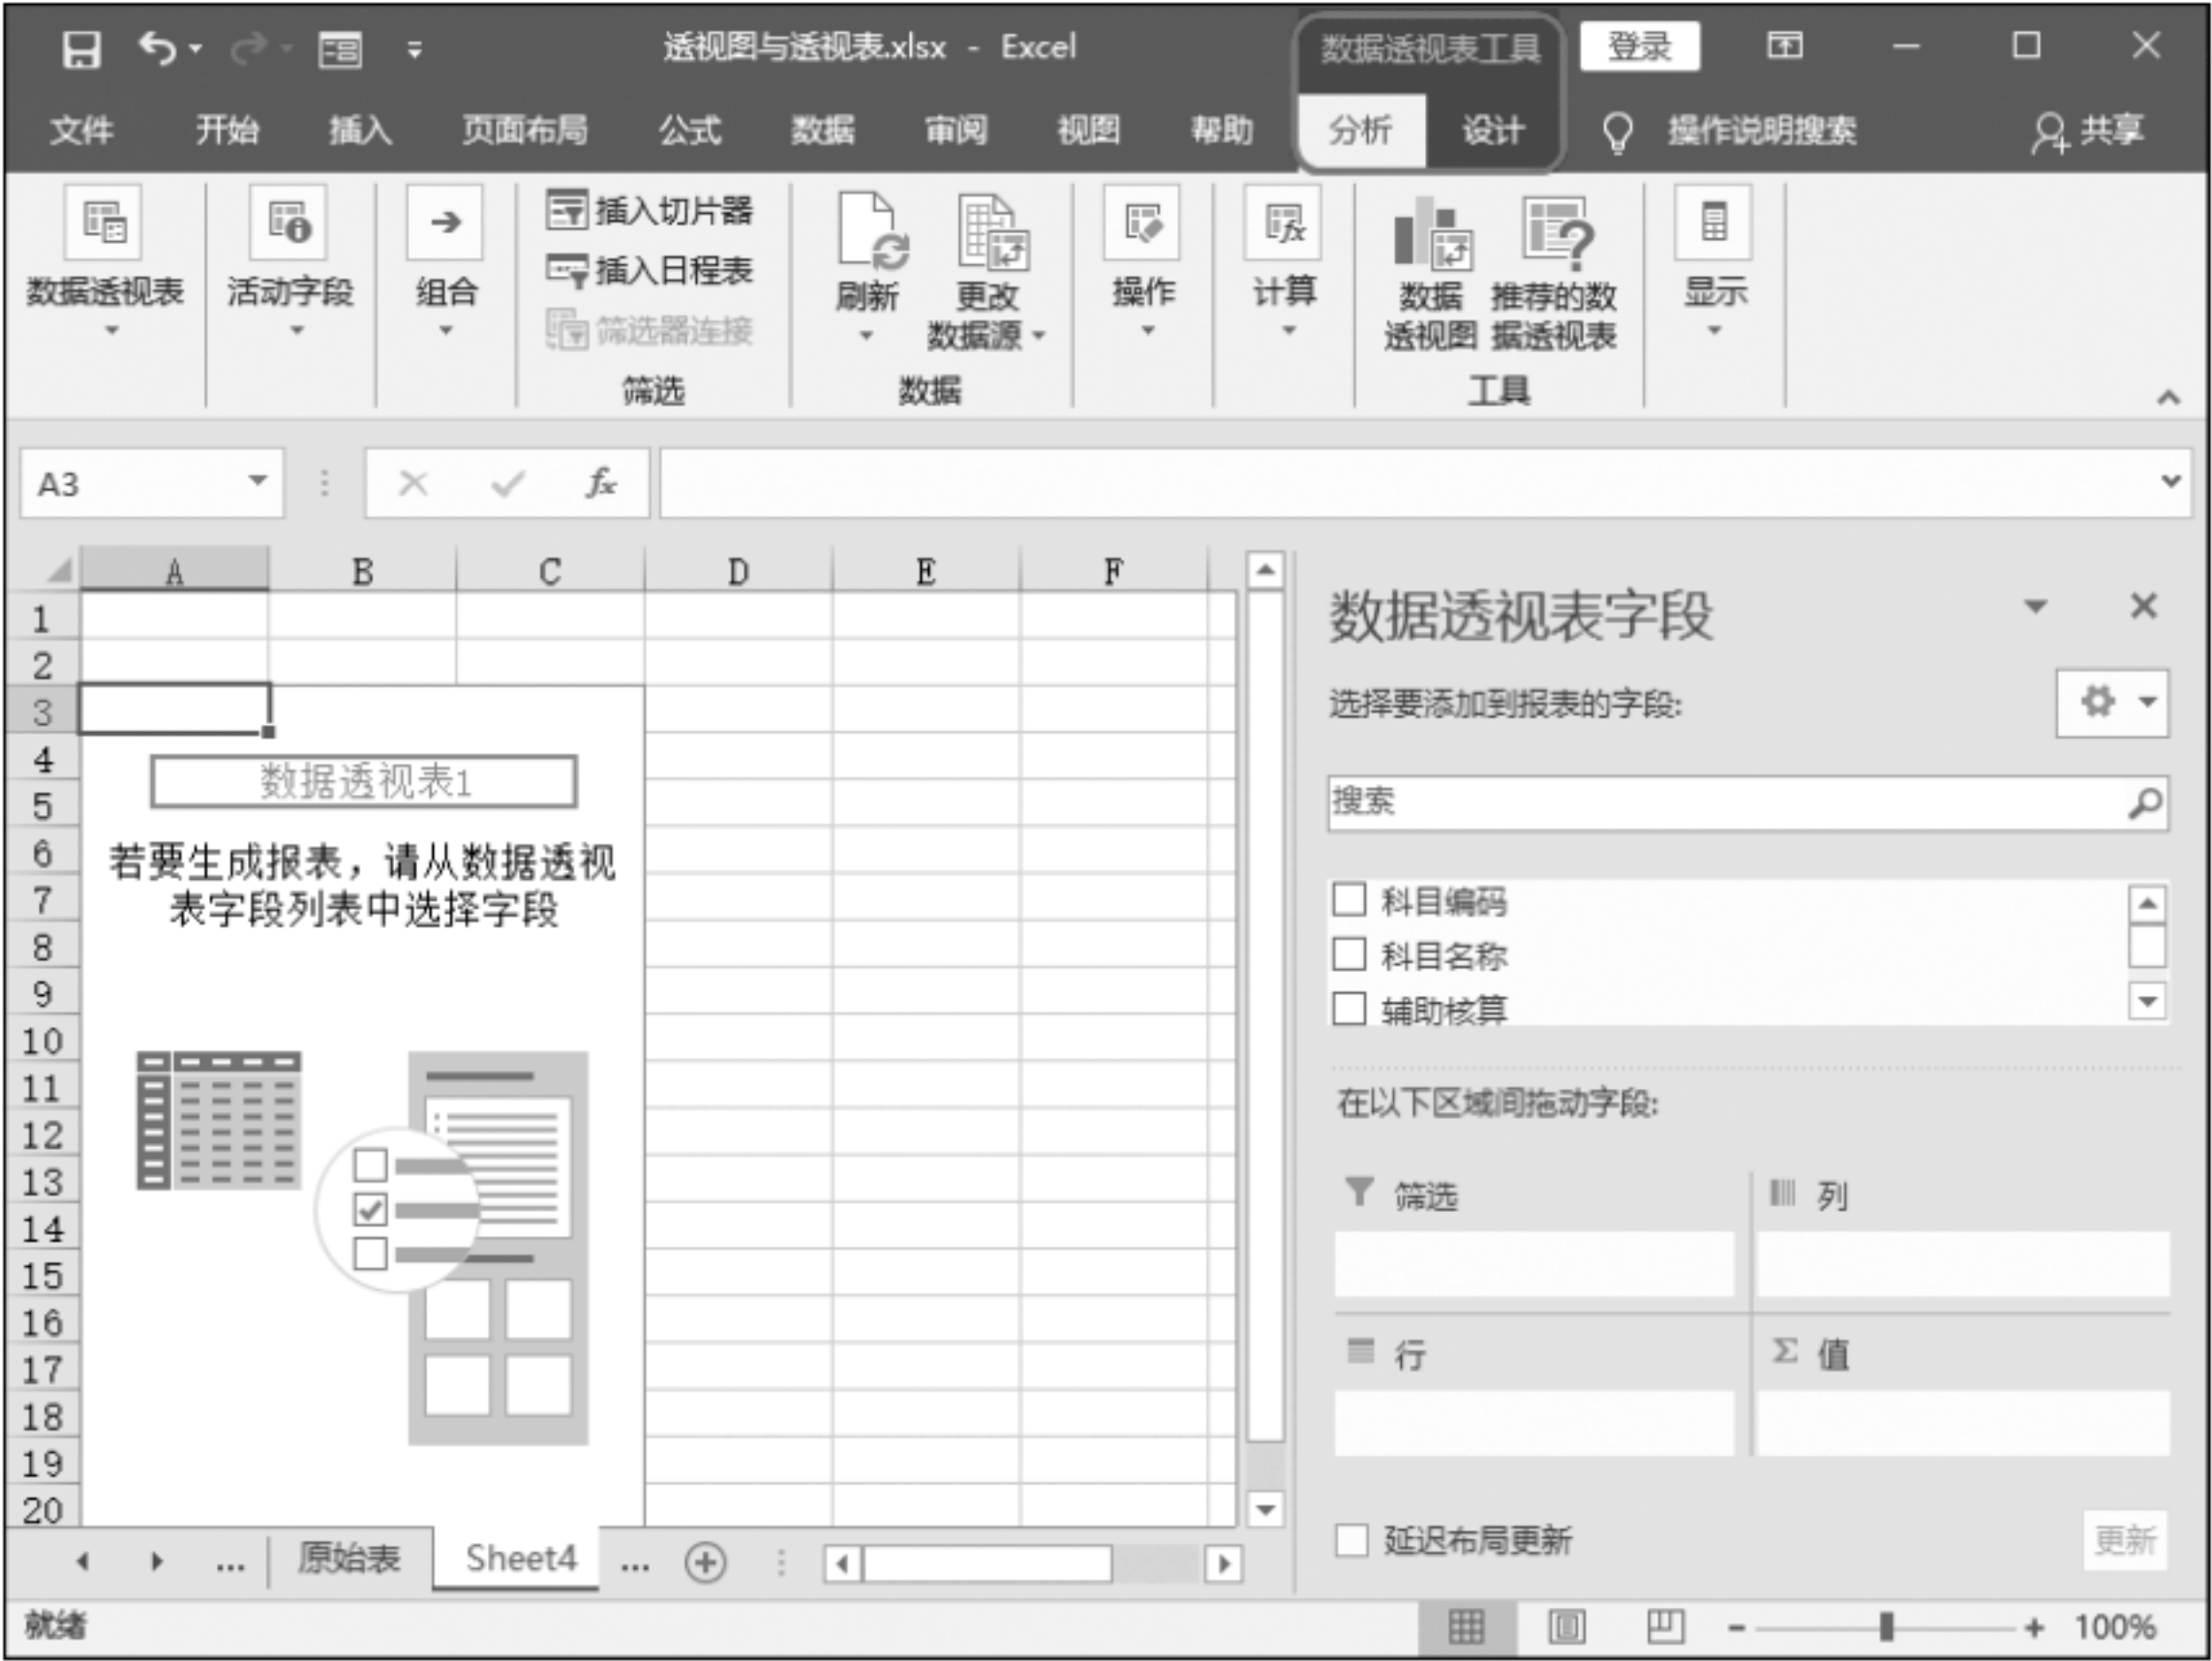 透视图与透视表.xlsx - Excel
数据透视表工具
登录
文件 开始 插入 页面布局 公式 数据 审阅 视图 帮助 分析 设计 操作说明搜索 共享
数据透视表
活动字段
组合
插入切片器
插入日程表
筛选器连接
筛选
刷新
更改
数据源
数据
操作
计算
数据
透视图
推荐的数
据透视表
工具
显示
A3
fx
A B C D E F
1
2
3
4
5
6
7
8
9
10
11
12
13
14
15
16
17
18
19
20
数据透视表1
若要生成报表，请从数据透视
表字段列表中选择字段
数据透视表字段
选择要添加到报表的字段:
搜索
科目编码
科目名称
辅助核算
在以下区域间拖动字段:
筛选
列
行
Σ 值
延迟布局更新
更新
... 原始表 Sheet4 ...
就绪
100%